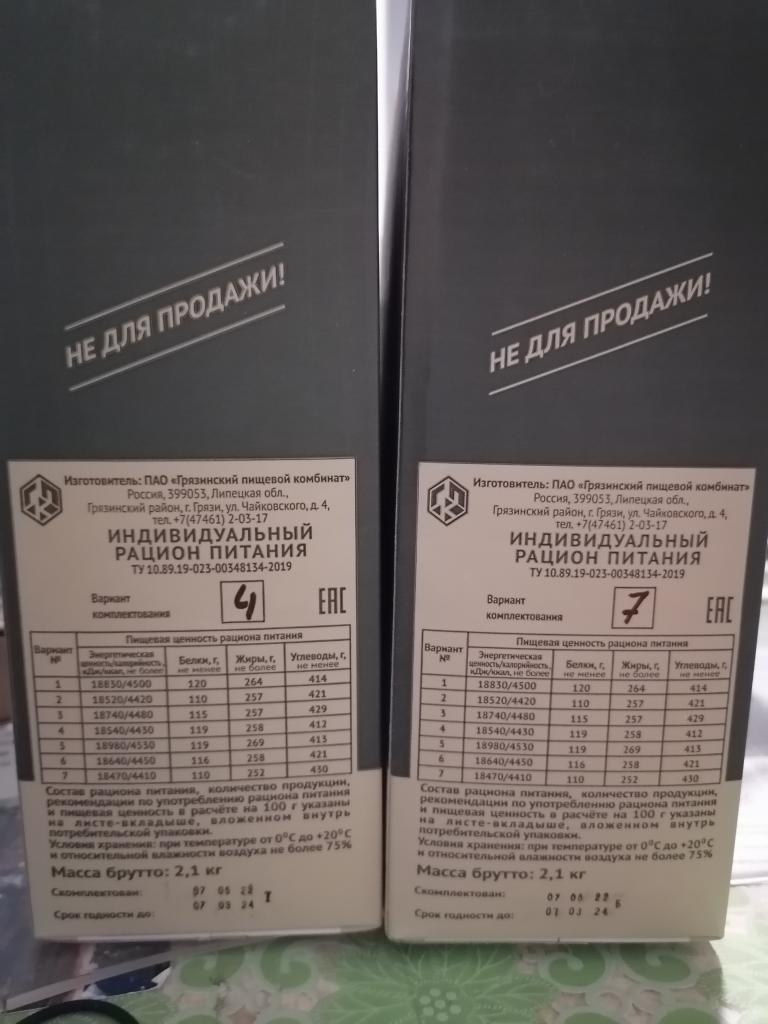 НЕ ДЛЯ ПРОДАЖИ!
Изготовитель: ПАО «Грязинский пищевой комбинат»
Россия, 399053, Липецкая обл.,
Грязинский район, г. Грязи, ул. Чайковского, д. 4,
тел. +7(47461) 2-03-17
ИНДИВИДУАЛЬНЫЙ
РАЦИОН ПИТАНИЯ
ТУ 10.89.19-023-00348134-2019
Вариант
комплектования
4
ЕАС
Вариант №
Пищевая ценность рациона питания
Энергетическая ценность/калорийность, кДж/ккал, не более
Белки, г, не менее
Жиры, г, не более
Углеводы, г, не менее
1 18830/4500 120 264 414
2 18520/4420 110 257 421
3 18740/4480 115 257 429
4 18540/4430 119 258 412
5 18980/4530 119 269 413
6 18640/4450 116 258 421
7 18470/4410 110 252 430
Состав рациона питания, количество продукции,
рекомендации по употреблению рациона питания
и пищевая ценность в расчёте на 100 г указаны
на листе-вкладыше, вложенном внутрь
потребительской упаковки.
Условия хранения: при температуре от 0°С до +20°С
и относительной влажности воздуха не более 75%
Масса брутто: 2,1 кг
Скомплектован:
Срок годности до: 07 03 24
НЕ ДЛЯ ПРОДАЖИ!
Изготовитель: ПАО «Грязинский пищевой комбинат»
Россия, 399053, Липецкая обл.,
Грязинский район, г. Грязи, ул. Чайковского, д. 4,
тел. +7(47461) 2-03-17
ИНДИВИДУАЛЬНЫЙ
РАЦИОН ПИТАНИЯ
ТУ 10.89.19-023-00348134-2019
Вариант
комплектования
7
ЕАС
Вариант №
Пищевая ценность рациона питания
Энергетическая ценность/калорийность, кДж/ккал, не более
Белки, г, не менее
Жиры, г, не более
Углеводы, г, не менее
1 18830/4500 120 264 414
2 18520/4420 110 257 421
3 18740/4480 115 257 429
4 18540/4430 119 258 412
5 18980/4530 119 269 413
6 18640/4450 116 258 421
7 18470/4410 110 252 430
Состав рациона питания, количество продукции,
рекомендации по употреблению рациона питания
и пищевая ценность в расчёте на 100 г указаны
на листе-вкладыше, вложенном внутрь
потребительской упаковки.
Условия хранения: при температуре от 0°С до +20°С
и относительной влажности воздуха не более 75%
Масса брутто: 2,1 кг
Скомплектован:
Срок годности до: 07 03 24